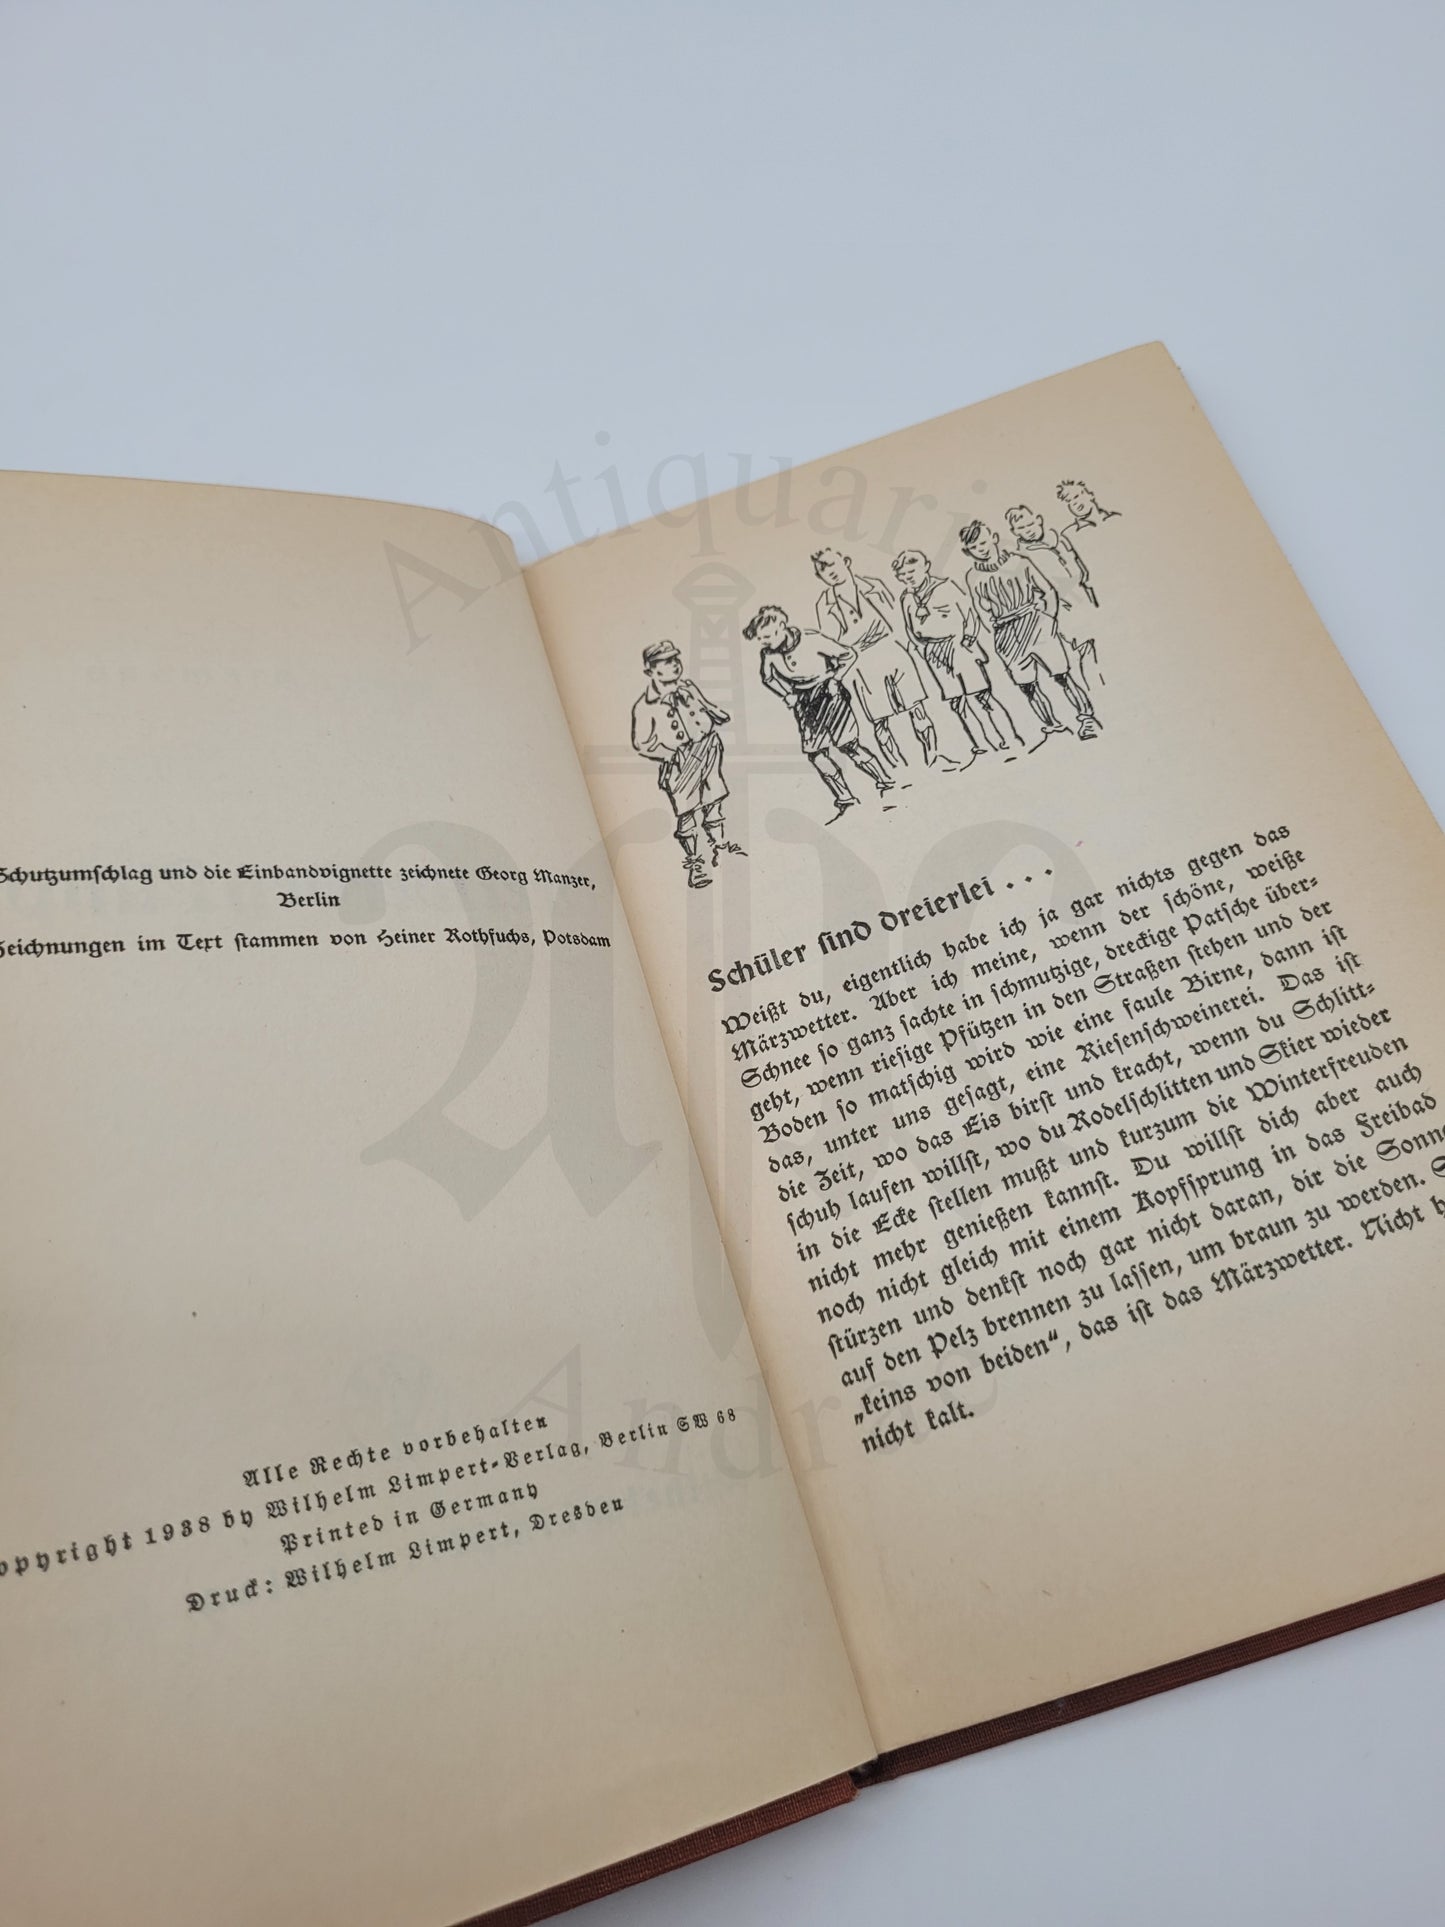 Schutzumſchlag und die Einbandvignette zeichnete Georg Manzer,
Berlin
Zeichnungen im Text ſtammen von Heiner Rothfuchs, Potsdam
Alle Rechte vorbehalten
Copyright 1938 by Wilhelm Limpert-Verlag, Berlin SW 68
Printed in Germany
Druck: Wilhelm Limpert, Dresden
Schüler ſind dreierlei . . .
Weißt du, eigentlich habe ich ja gar nichts gegen das
Märzwetter. Aber ich meine, wenn der ſchöne, weiße
Schnee ſo ganz ſachte in ſchmutzige, dreckige Patſche über-
geht, wenn rieſige Pfützen in den Straßen ſtehen und der
Boden ſo matſchig wird wie eine faule Birne, dann iſt
das, unter uns geſagt, eine Rieſenſchweinerei. Das iſt
die Zeit, wo das Eis birſt und kracht, wenn du Schlitt-
ſchuh laufen willſt, wo du Rodelſchlitten und Skier wieder
in die Ecke ſtellen mußt und kurzum die Winterfreuden
nicht mehr genießen kannſt. Du willſt dich aber auch
noch nicht gleich mit einem Kopfſprung in das Freibad
ſtürzen und denkſt noch gar nicht daran, dir die Sonne
auf den Pelz brennen zu laſſen, um braun zu werden.
„keins von beiden“, das iſt das Märzwetter. Nicht
nicht kalt.
Antiquariat
Andreas